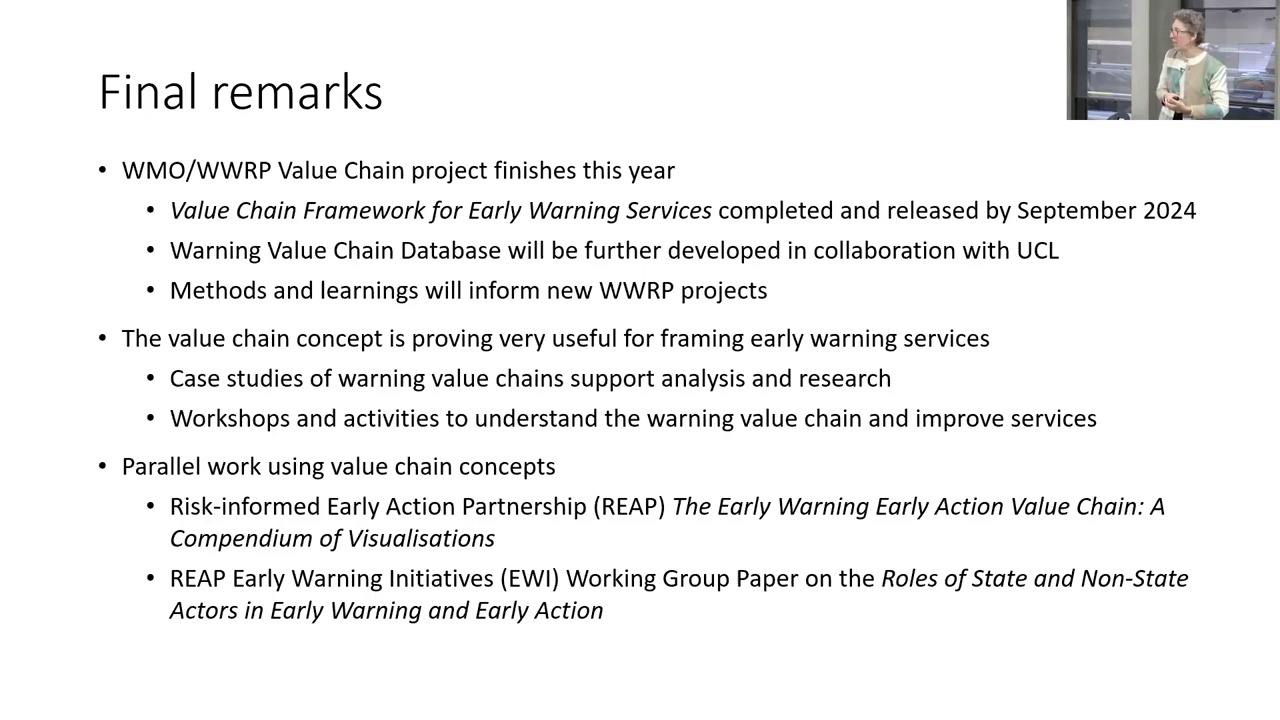 Final remarks
• WMO/WWRP Value Chain project finishes this year
• Value Chain Framework for Early Warning Services completed and released by September 2024
• Warning Value Chain Database will be further developed in collaboration with UCL
• Methods and learnings will inform new WWRP projects
• The value chain concept is proving very useful for framing early warning services
• Case studies of warning value chains support analysis and research
• Workshops and activities to understand the warning value chain and improve services
• Parallel work using value chain concepts
• Risk-informed Early Action Partnership (REAP) The Early Warning Early Action Value Chain: A
Compendium of Visualisations
• REAP Early Warning Initiatives (EWI) Working Group Paper on the Roles of State and Non-State
Actors in Early Warning and Early Action